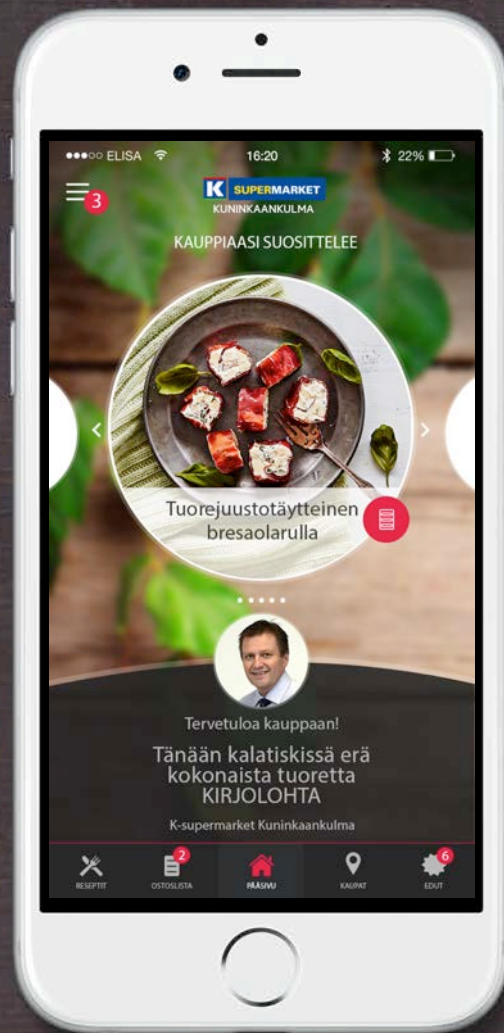 ELISA 16:20 22%
3
K SUPERMARKET
KUNINKAANKULMA
KAUPPIAASI SUOSITTELEE
Tuorejuustotäytteinen
bresaolarulla
Tervetuloa kauppaan!
Tänään kalatiskissä erä
kokonaista tuoretta
KIRJOLOHTA
K-supermarket Kuninkaankulma
2 6
RESEPTIT OSTOSLISTA PÄÄSIVU KAUPAT EDUT